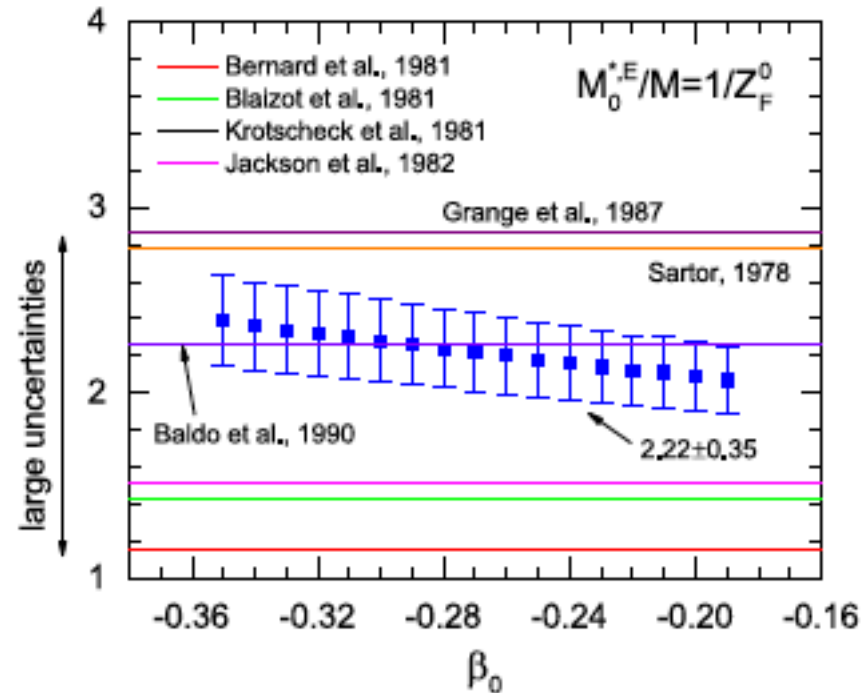 4
Bernard et al., 1981
Blaizot et al., 1981
Krotscheck et al., 1981
Jackson et al., 1982
M₀*,ᴱ/M=1/Z_F⁰
3
Grange et al., 1987
Sartor, 1978
large uncertainties
2
Baldo et al., 1990
2.22±0.35
1
-0.36 -0.32 -0.28 -0.24 -0.20 -0.16
β₀